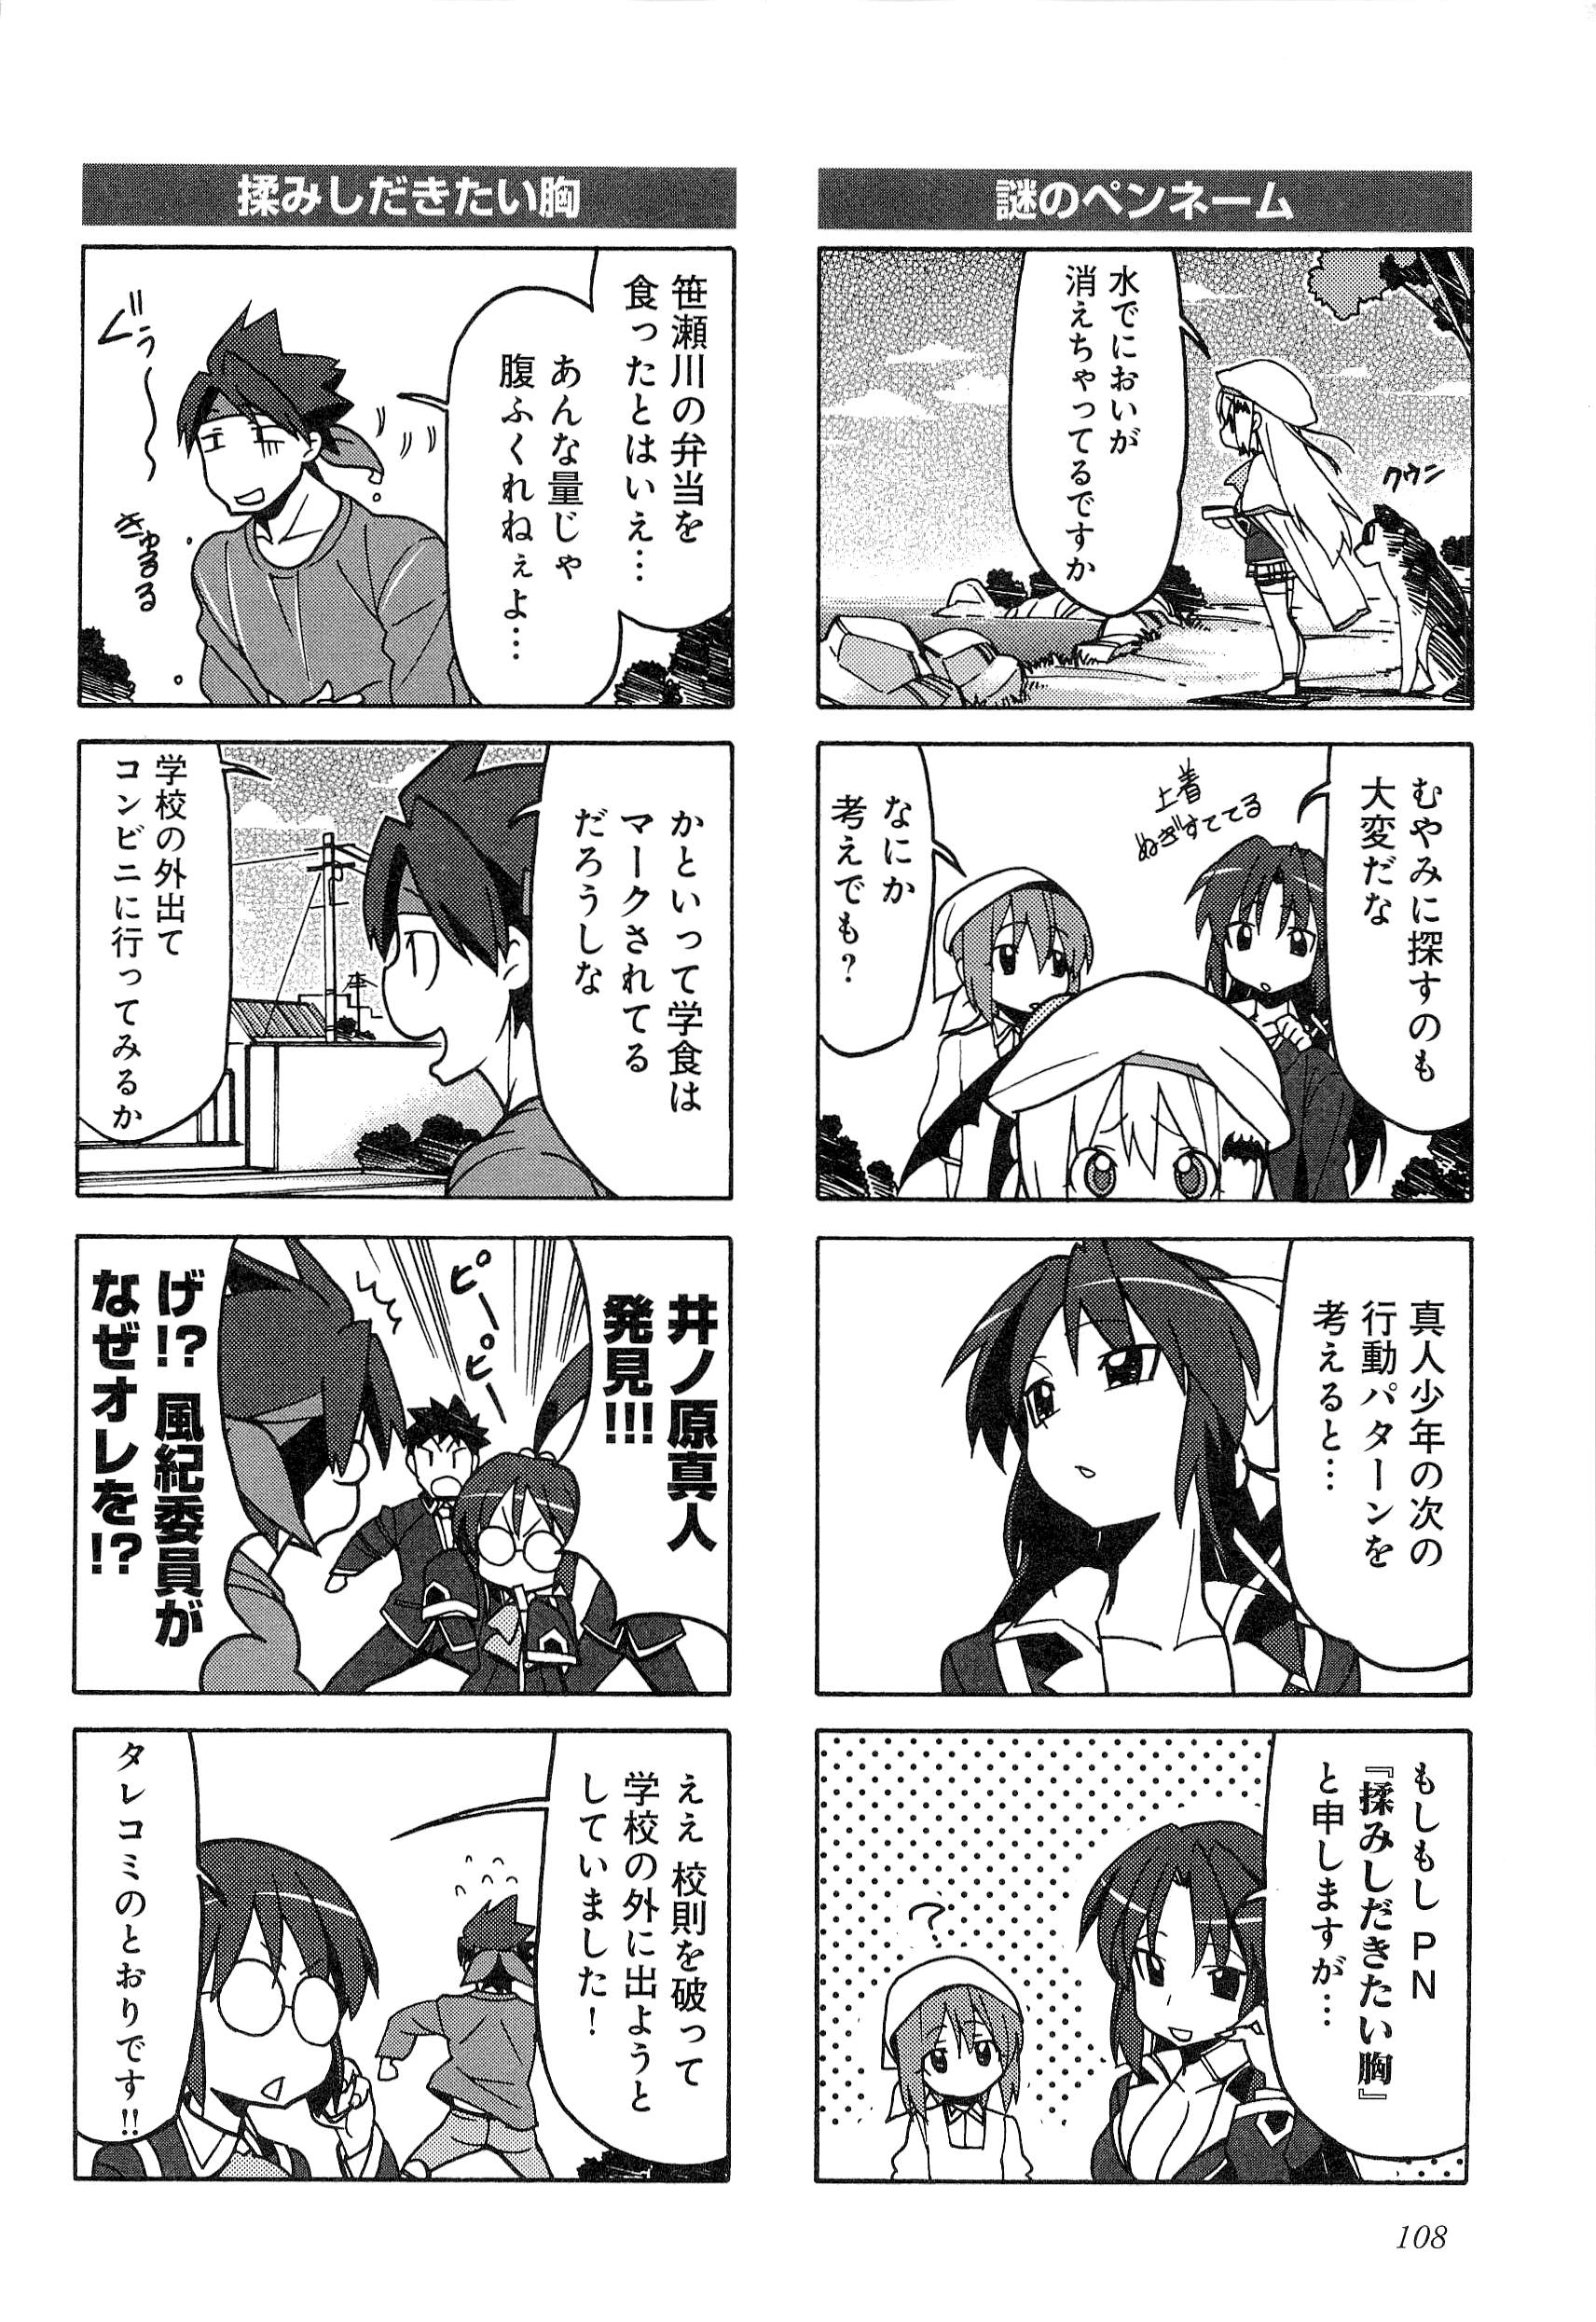 謎のペンネーム
水でにおいが
消えちゃってるですか
クウン
むやみに探すのも
大変だな
上着
ぬぎすててる
なにか
考えでも?
真人少年の次の
行動パターンを
考えると…
もしもし PN
『揉みしだきたい胸』
と申しますが…
?
揉みしだきたい胸
笹瀬川の弁当を
食ったとはいえ…
あんな量じゃ
腹ふくれねぇよ…
ぐぅ〜〜
きゅるる
かといって学食は
マークされてる
だろうしな
学校の外出て
コンビニに行ってみるか
井ノ原真人
発見!!!
ピーピピー
げ!? 風紀委員が
なぜオレを!?
ええ 校則を破って
学校の外に出ようと
していました!
タレコミのとおりです!!
108